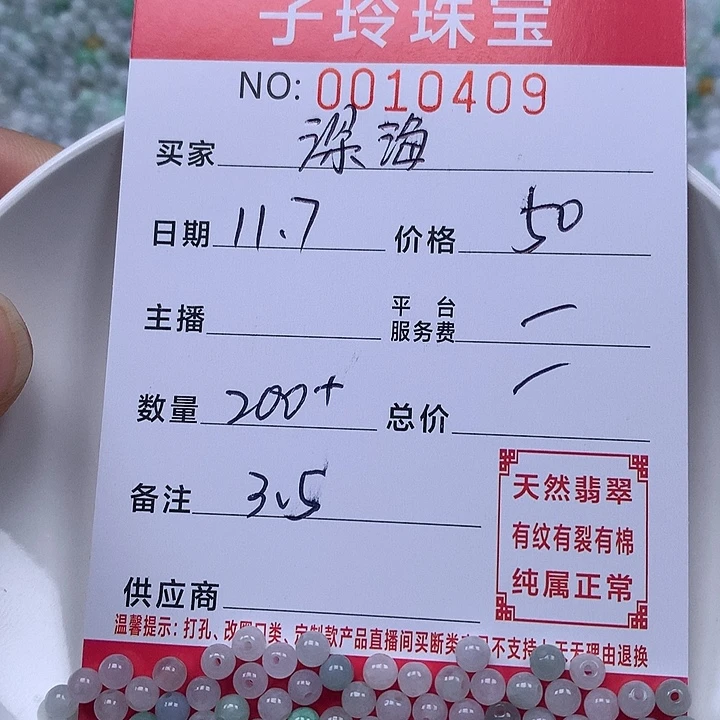 子玲珠宝
NO: 0010409
买家 深海
日期 11.7 价格 50
主播 平台服务费 一
数量 200+ 总价 一
备注 3.5
天然翡翠
有纹有裂有棉
纯属正常
供应商
温馨提示：打孔、改圈口类、定制款产品直播间买断类 不支持 天无理由退换